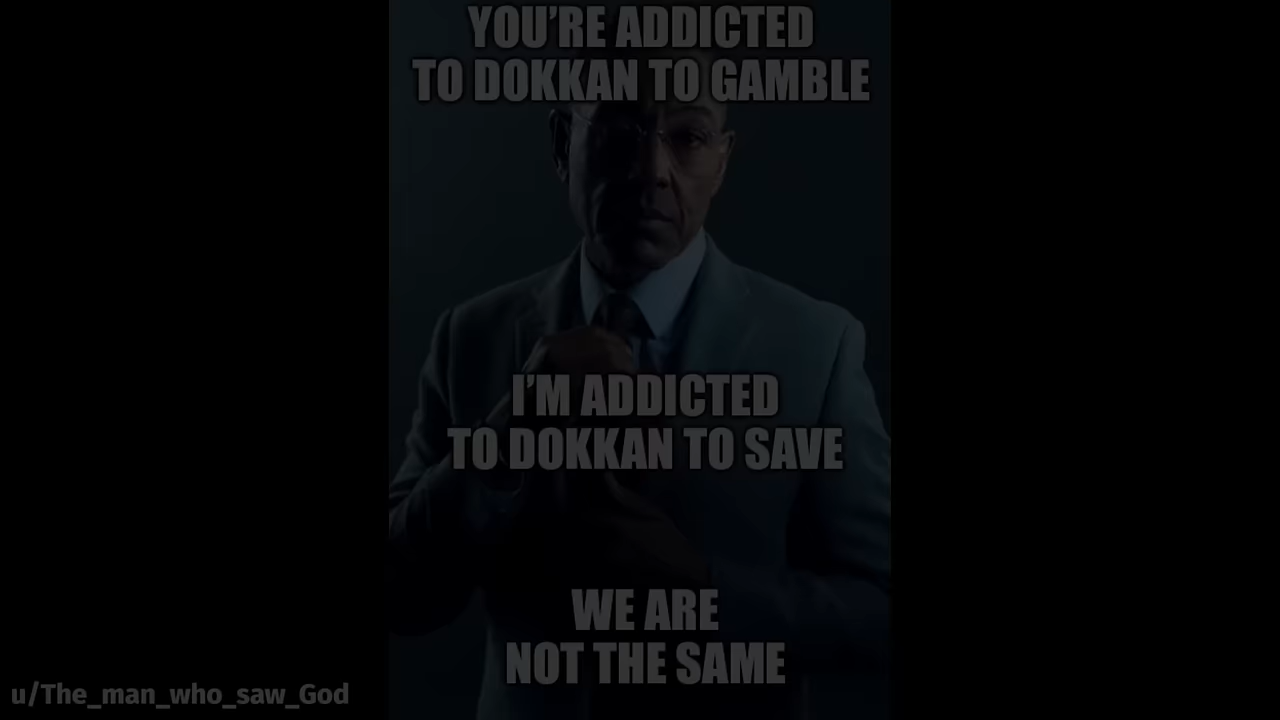 YOU'RE ADDICTED
TO DOKKAN TO GAMBLE
I'M ADDICTED
TO DOKKAN TO SAVE
WE ARE
NOT THE SAME
u/The_man_who_saw_God